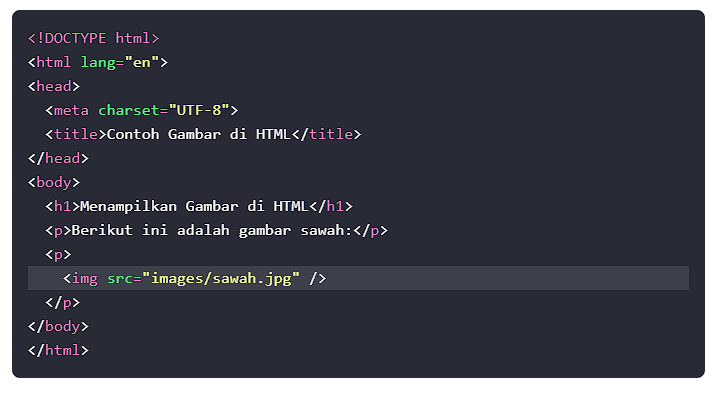 <!DOCTYPE html>
<html lang="en">
<head>
  <meta charset="UTF-8">
  <title>Contoh Gambar di HTML</title>
</head>
<body>
  <h1>Menampilkan Gambar di HTML</h1>
  <p>Berikut ini adalah gambar sawah:</p>
  <p>
    <img src="images/sawah.jpg" />
  </p>
</body>
</html>